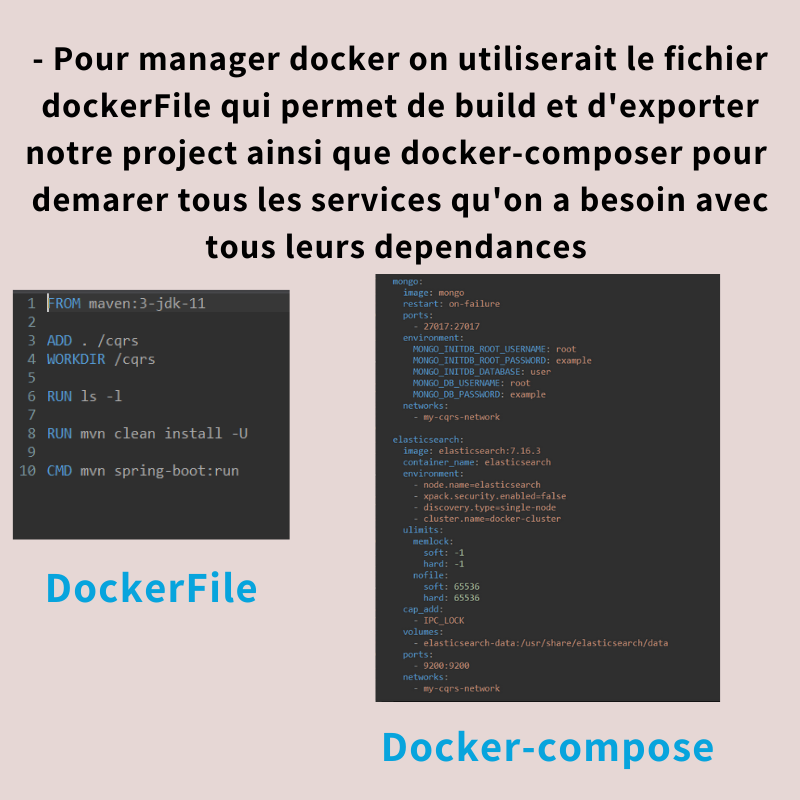 - Pour manager docker on utiliserait le fichier
dockerFile qui permet de build et d'exporter
notre project ainsi que docker-composer pour
demarer tous les services qu'on a besoin avec
tous leurs dependances
1 FROM maven:3-jdk-11
2
3 ADD . /cqrs
4 WORKDIR /cqrs
5
6 RUN ls -l
7
8 RUN mvn clean install -U
9
10 CMD mvn spring-boot:run
DockerFile
mongo:
image: mongo
restart: on-failure
ports:
- 27017:27017
environment:
MONGO_INITDB_ROOT_USERNAME: root
MONGO_INITDB_ROOT_PASSWORD: example
MONGO_INITDB_DATABASE: user
MONGO_DB_USERNAME: root
MONGO_DB_PASSWORD: example
networks:
- my-cqrs-network
elasticsearch:
image: elasticsearch:7.16.3
container_name: elasticsearch
environment:
- node.name=elasticsearch
- xpack.security.enabled=false
- discovery.type=single-node
- cluster.name=docker-cluster
ulimits:
memlock:
soft: -1
hard: -1
nofile:
soft: 65536
hard: 65536
cap_add:
- IPC_LOCK
volumes:
- elasticsearch-data:/usr/share/elasticsearch/data
ports:
- 9200:9200
networks:
- my-cqrs-network
Docker-compose